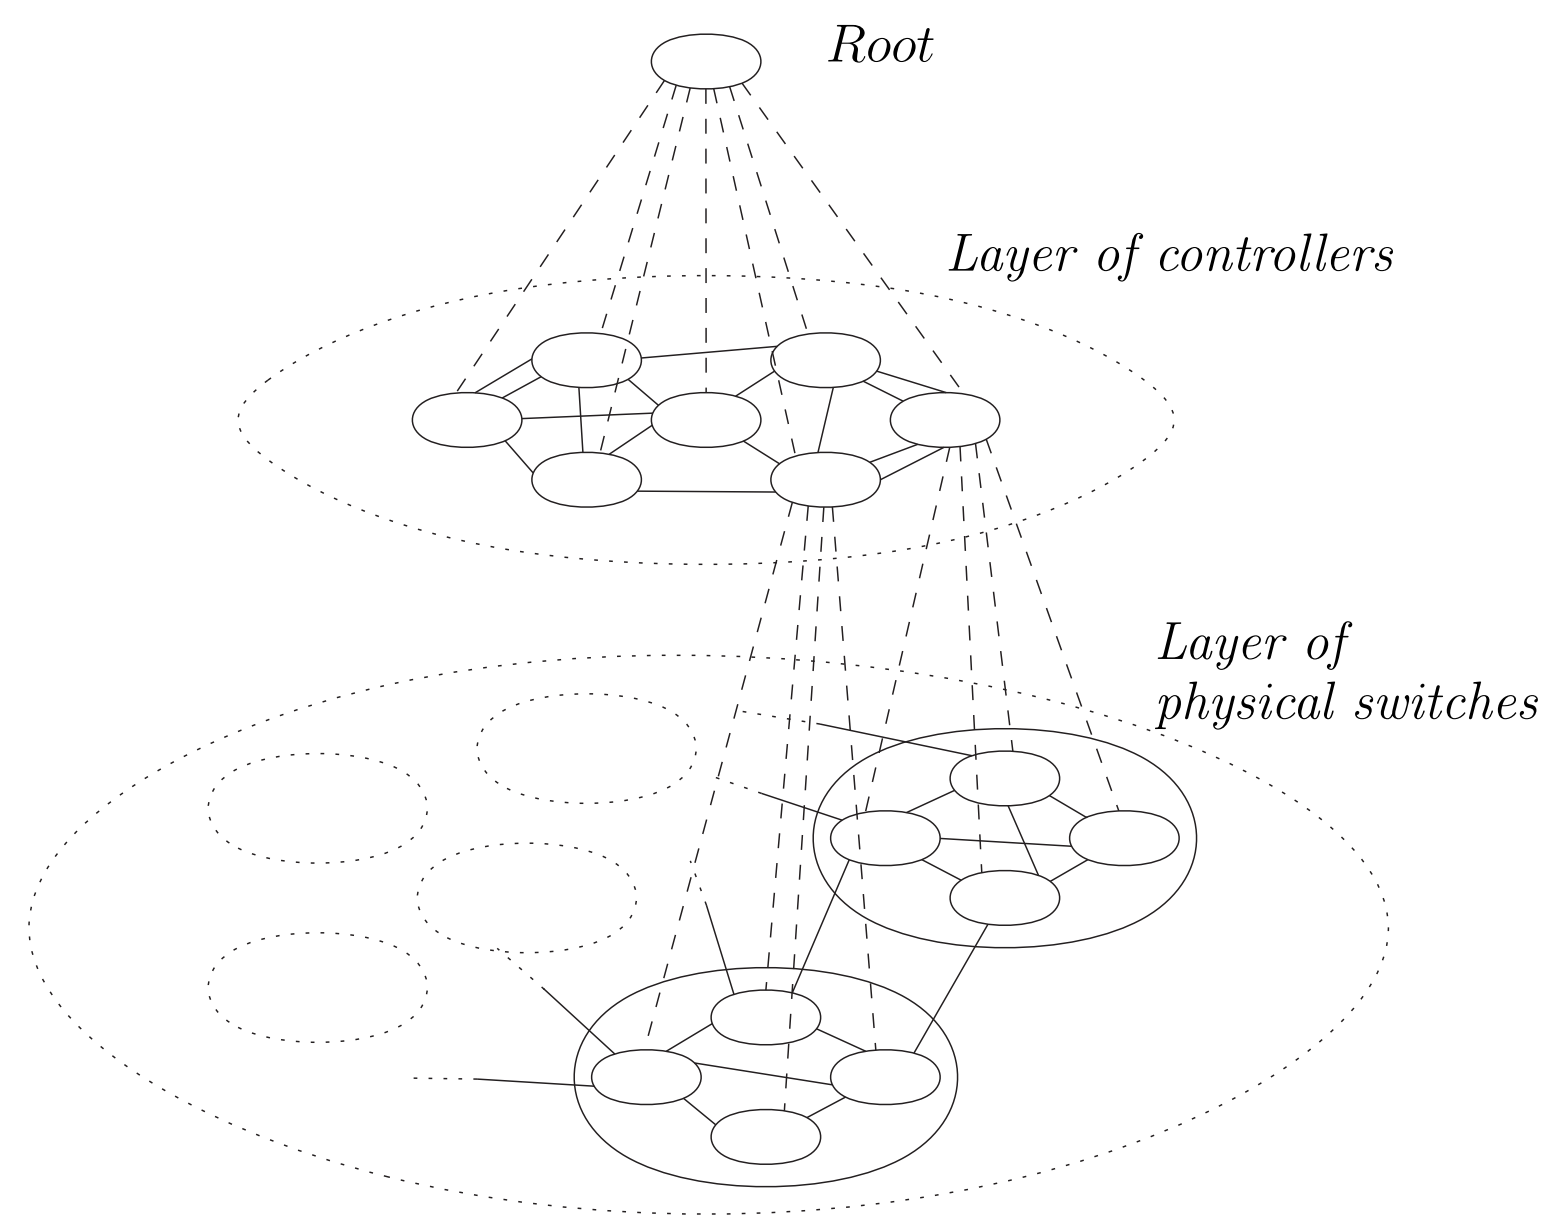 Root
Layer of controllers
Layer of
physical switches